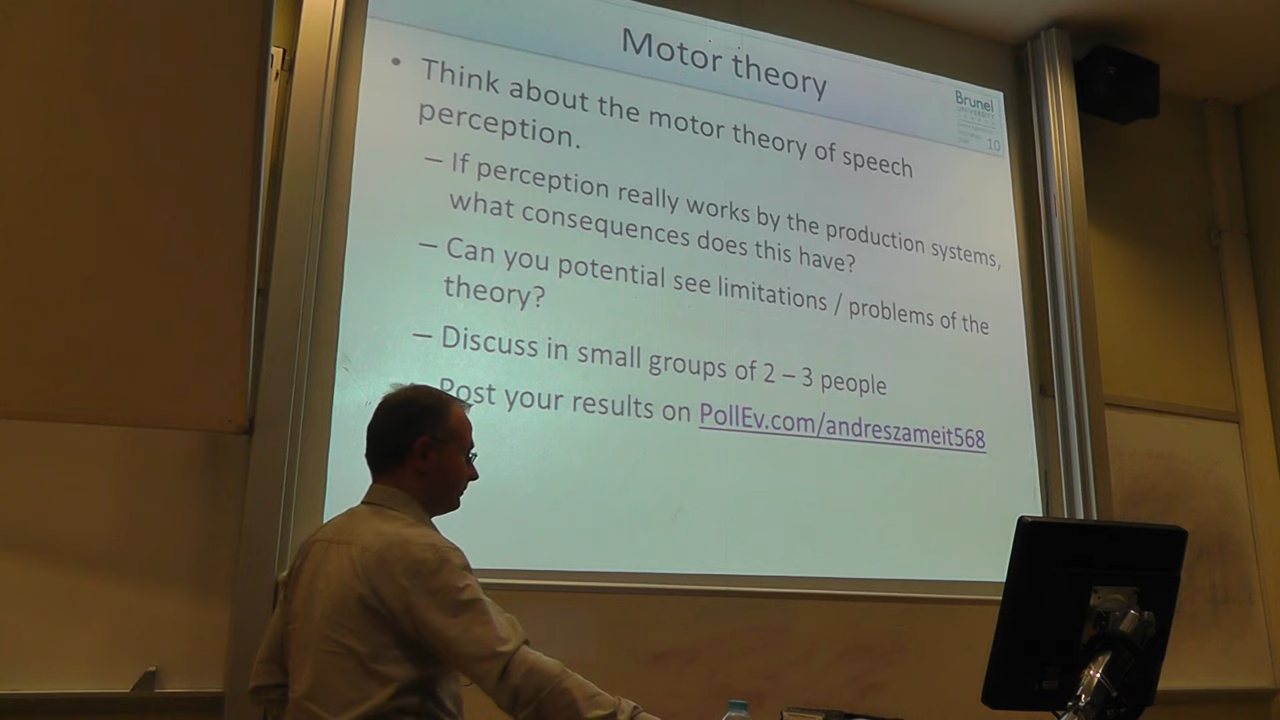 Motor theory
Brunel
UNIVERSITY
10
• Think about the motor theory of speech
perception.
– If perception really works by the production systems,
what consequences does this have?
– Can you potential see limitations / problems of the
theory?
– Discuss in small groups of 2 – 3 people
Post your results on PollEv.com/andreszameit568